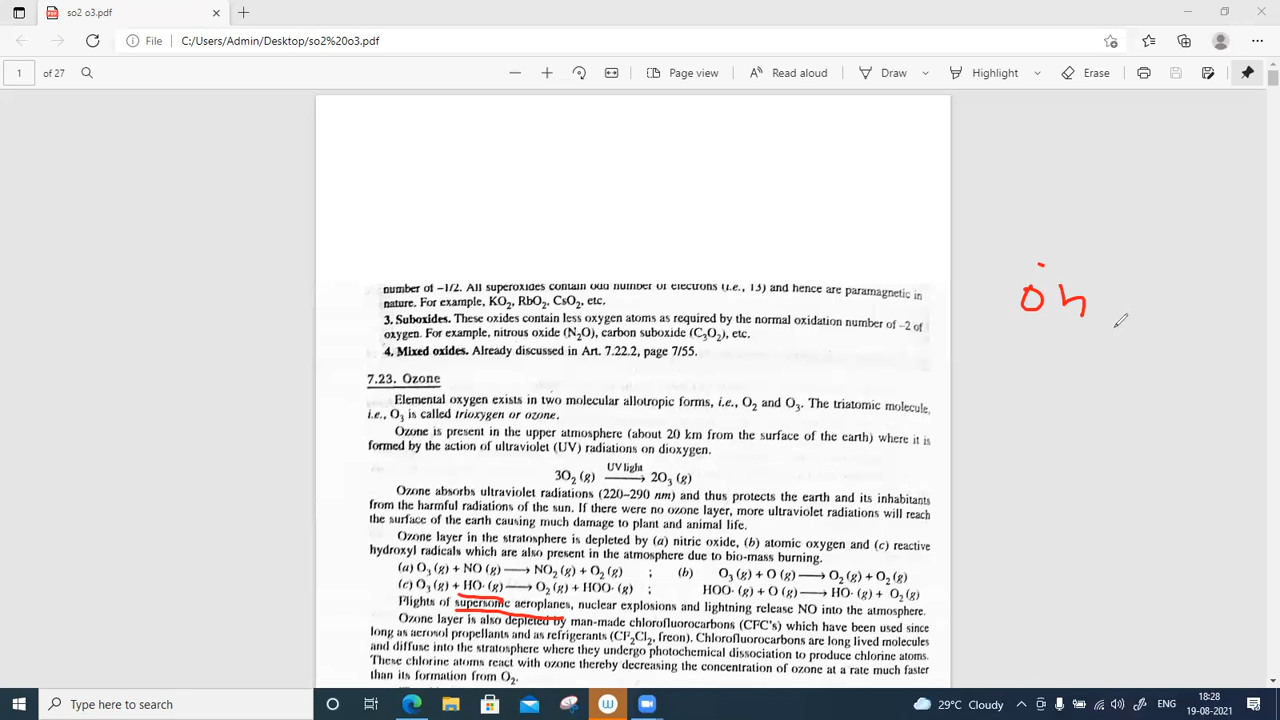 so2 o3.pdf
File C:/Users/Admin/Desktop/so2%20o3.pdf
1 of 27 Page view Read aloud Draw Highlight Erase
ȯ h
number of –1/2. All superoxides contain odd number of electrons (i.e., 13) and hence are paramagnetic in
nature. For example, KO₂, RbO₂, CsO₂, etc.
3. Suboxides. These oxides contain less oxygen atoms as required by the normal oxidation number of –2 of
oxygen. For example, nitrous oxide (N₂O), carbon suboxide (C₃O₂), etc.
4. Mixed oxides. Already discussed in Art. 7.22.2, page 7/55.
7.23. Ozone
Elemental oxygen exists in two molecular allotropic forms, i.e., O₂ and O₃. The triatomic molecule,
i.e., O₃ is called trioxygen or ozone.
Ozone is present in the upper atmosphere (about 20 km from the surface of the earth) where it is
formed by the action of ultraviolet (UV) radiations on dioxygen.
UV light
3O₂ (g) ⟶ 2O₃ (g)
Ozone absorbs ultraviolet radiations (220–290 nm) and thus protects the earth and its inhabitants
from the harmful radiations of the sun. If there were no ozone layer, more ultraviolet radiations will reach
the surface of the earth causing much damage to plant and animal life.
Ozone layer in the stratosphere is depleted by (a) nitric oxide, (b) atomic oxygen and (c) reactive
hydroxyl radicals which are also present in the atmosphere due to bio-mass burning.
(a) O₃ (g) + NO (g) ⟶ NO₂ (g) + O₂ (g) ; (b) O₃ (g) + O (g) ⟶ O₂ (g) + O₂ (g)
(c) O₃ (g) + HO· (g) ⟶ O₂ (g) + HOO· (g) ; HOO· (g) + O (g) ⟶ HO· (g) + O₂ (g)
Flights of supersonic aeroplanes, nuclear explosions and lightning release NO into the atmosphere.
Ozone layer is also depleted by man-made chlorofluorocarbons (CFC's) which have been used since
long as aerosol propellants and as refrigerants (CF₂Cl₂, freon). Chlorofluorocarbons are long lived molecules
and diffuse into the stratosphere where they undergo photochemical dissociation to produce chlorine atoms.
These chlorine atoms react with ozone thereby decreasing the concentration of ozone at a rate much faster
than its formation from O₂.
Type here to search 29°C Cloudy ENG 18:28
19-08-2021